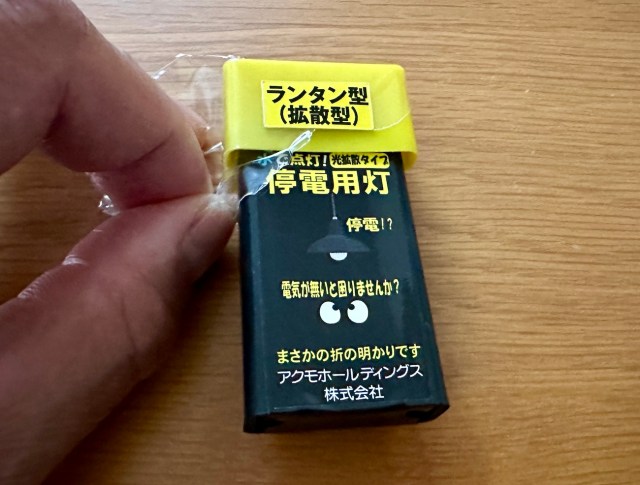 ランタン型
(拡散型)
点灯! 光拡散タイプ
停電用灯
停電!?
電気が無いと困りませんか?
まさかの折の明かりです
アクモホールディングス
株式会社